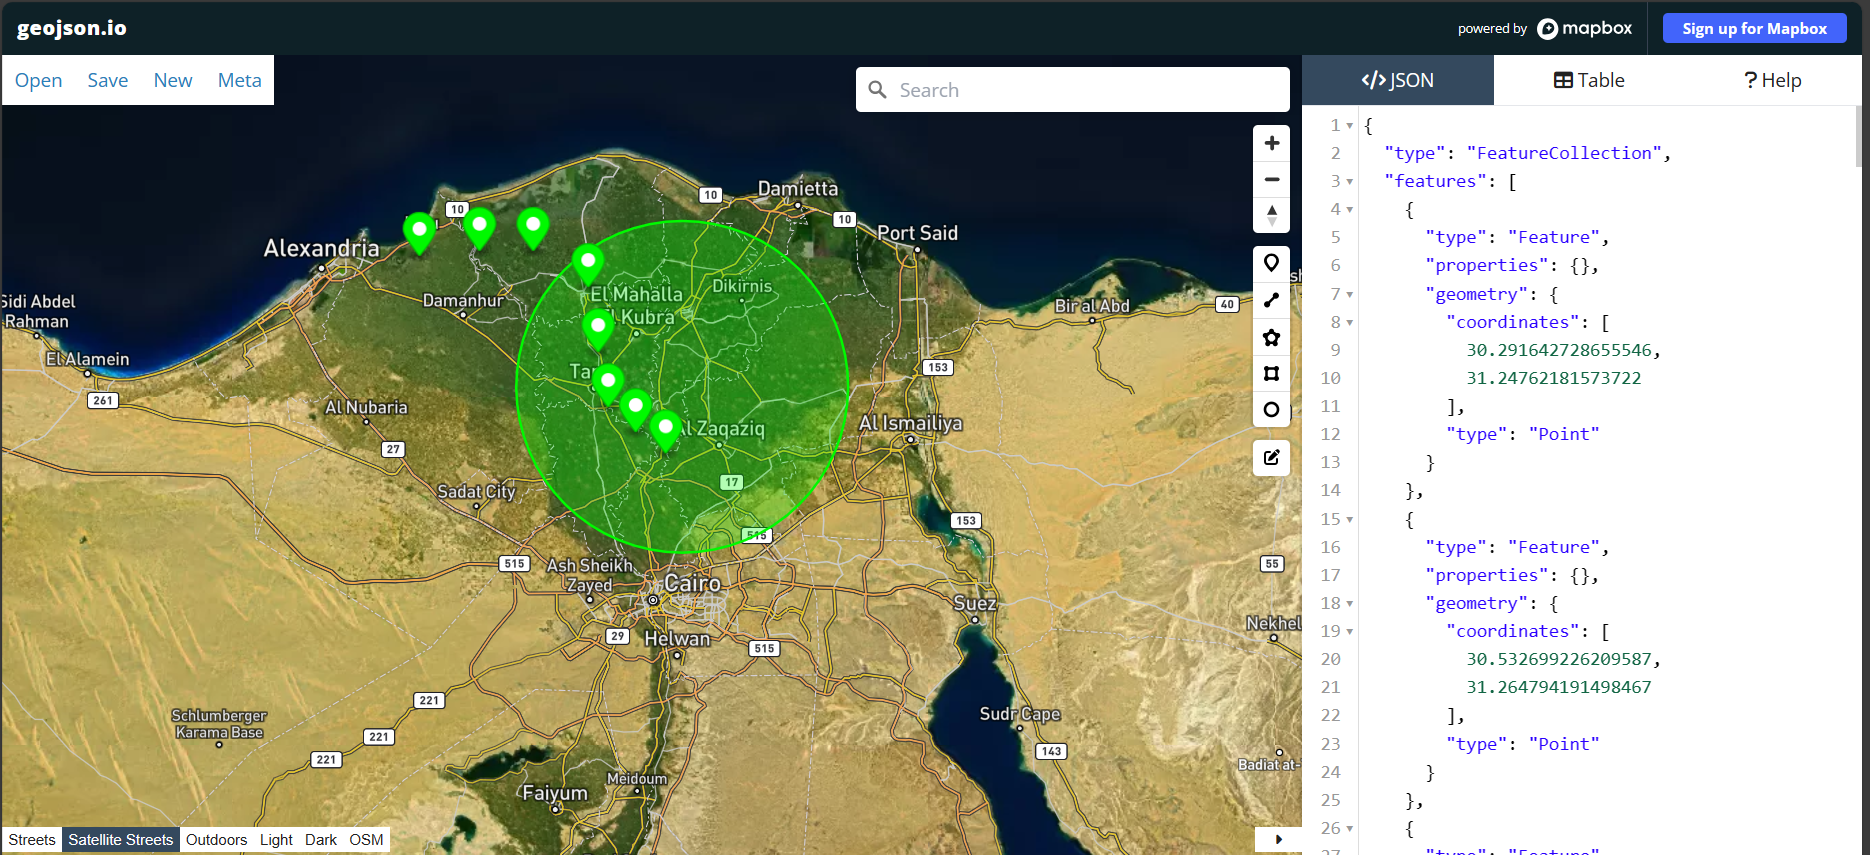 geojson.io
powered by mapbox
Sign up for Mapbox
Open Save New Meta
Search
</> JSON
Table
? Help
10
Damietta
10
10
Port Said
Alexandria
Sidi Abdel
Rahman
Damanhur
El Mahalla
El Kubra
Dikirnis
Bir al Abd
40
El Alamein
261
153
Al Nubaria
27
Al Zaqaziq
Al Ismailiya
Sadat City
17
153
515
515
55
Ash Sheikh
Zayed
Cairo
Suez
29
Helwan
515
Nekhel
221
Schlumberger
Karama Base
221
221
Sudr Cape
143
Badiat at-
Meidoum
Faiyum
Streets Satellite Streets Outdoors Light Dark OSM
1 {
2 "type": "FeatureCollection",
3 "features": [
4 {
5 "type": "Feature",
6 "properties": {},
7 "geometry": {
8 "coordinates": [
9 30.291642728655546,
10 31.24762181573722
11 ],
12 "type": "Point"
13 }
14 },
15 {
16 "type": "Feature",
17 "properties": {},
18 "geometry": {
19 "coordinates": [
20 30.532699226209587,
21 31.264794191498467
22 ],
23 "type": "Point"
24 }
25 },
26 {
27 "type": "Feature"